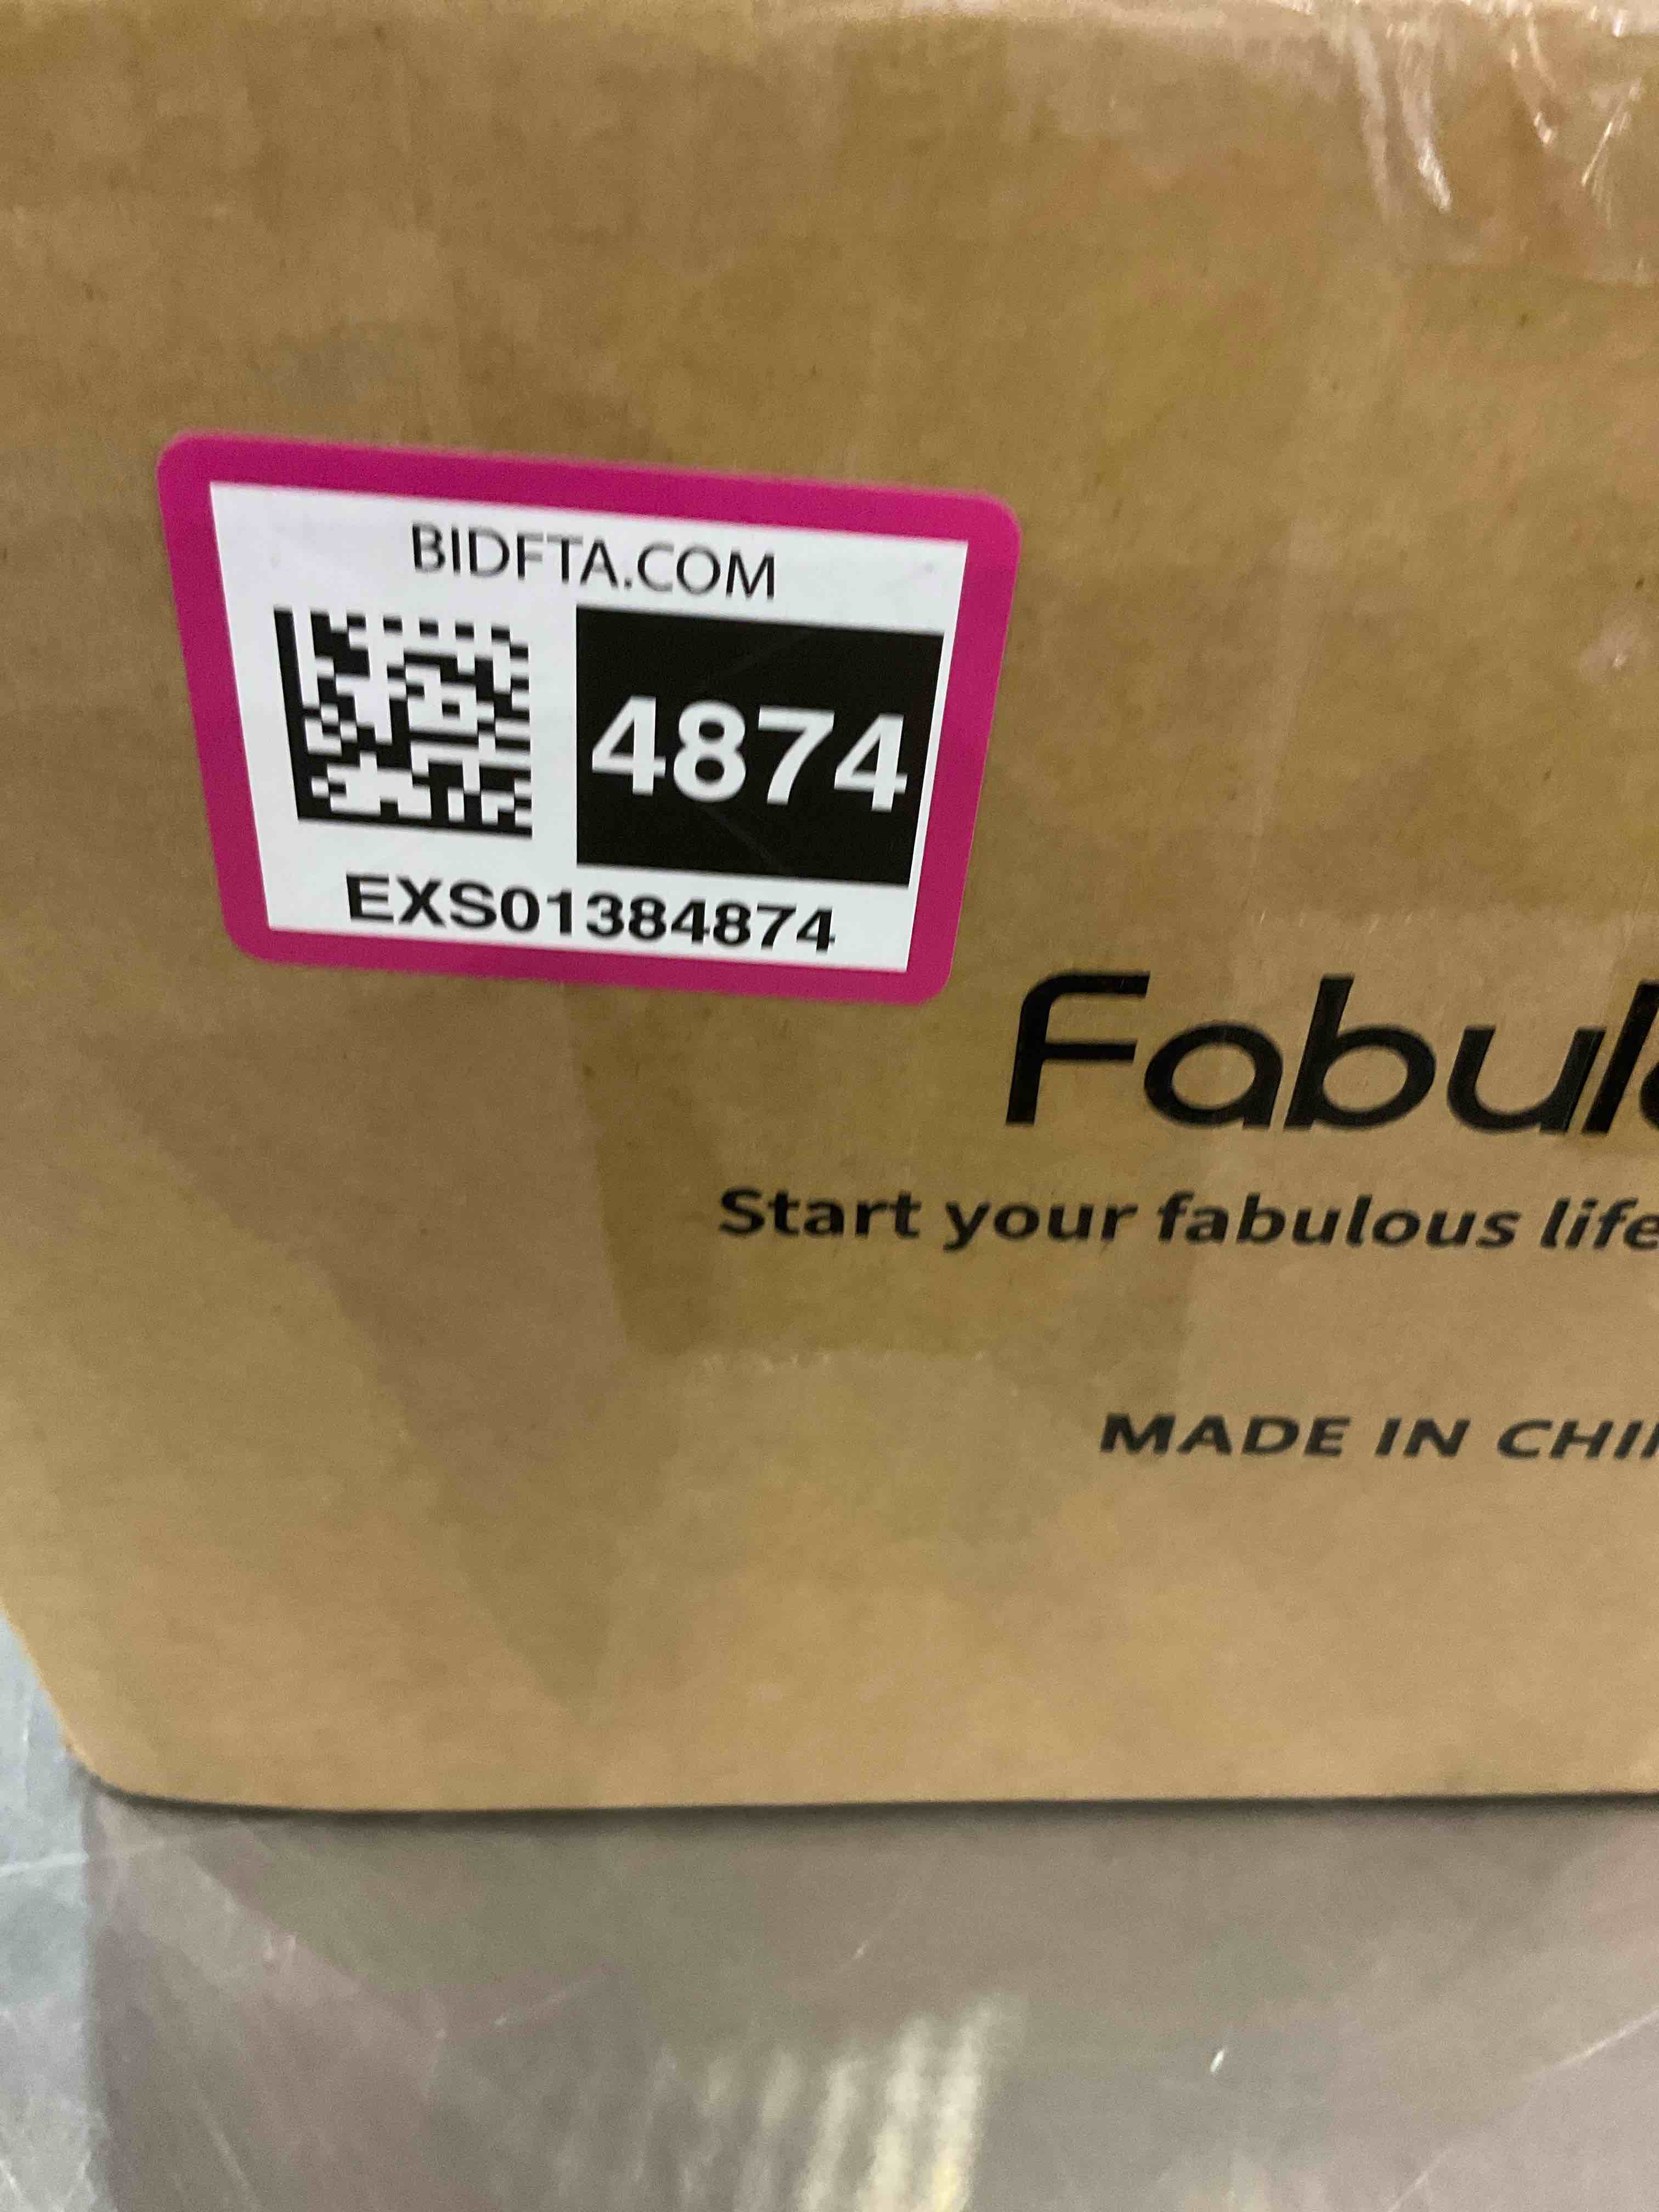 BIDFTA.COM
4874
EXS01384874
Fabul
Start your fabulous life
MADE IN CHI